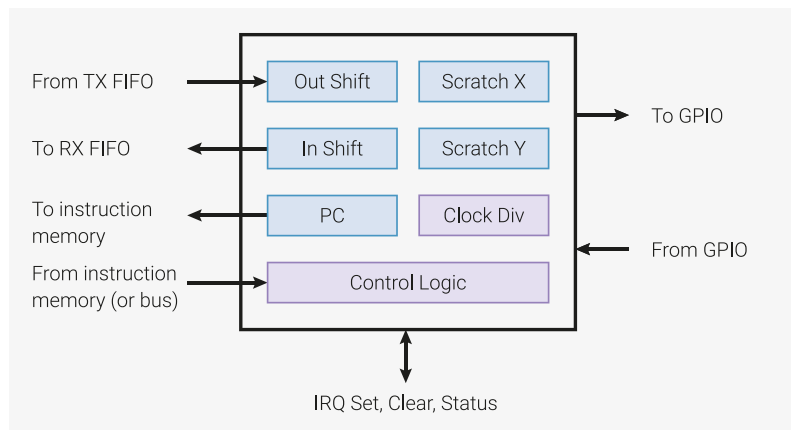 From TX FIFO
Out Shift
Scratch X
To GPIO
To RX FIFO
In Shift
Scratch Y
To instruction
memory
PC
Clock Div
From GPIO
From instruction
memory (or bus)
Control Logic
IRQ Set, Clear, Status